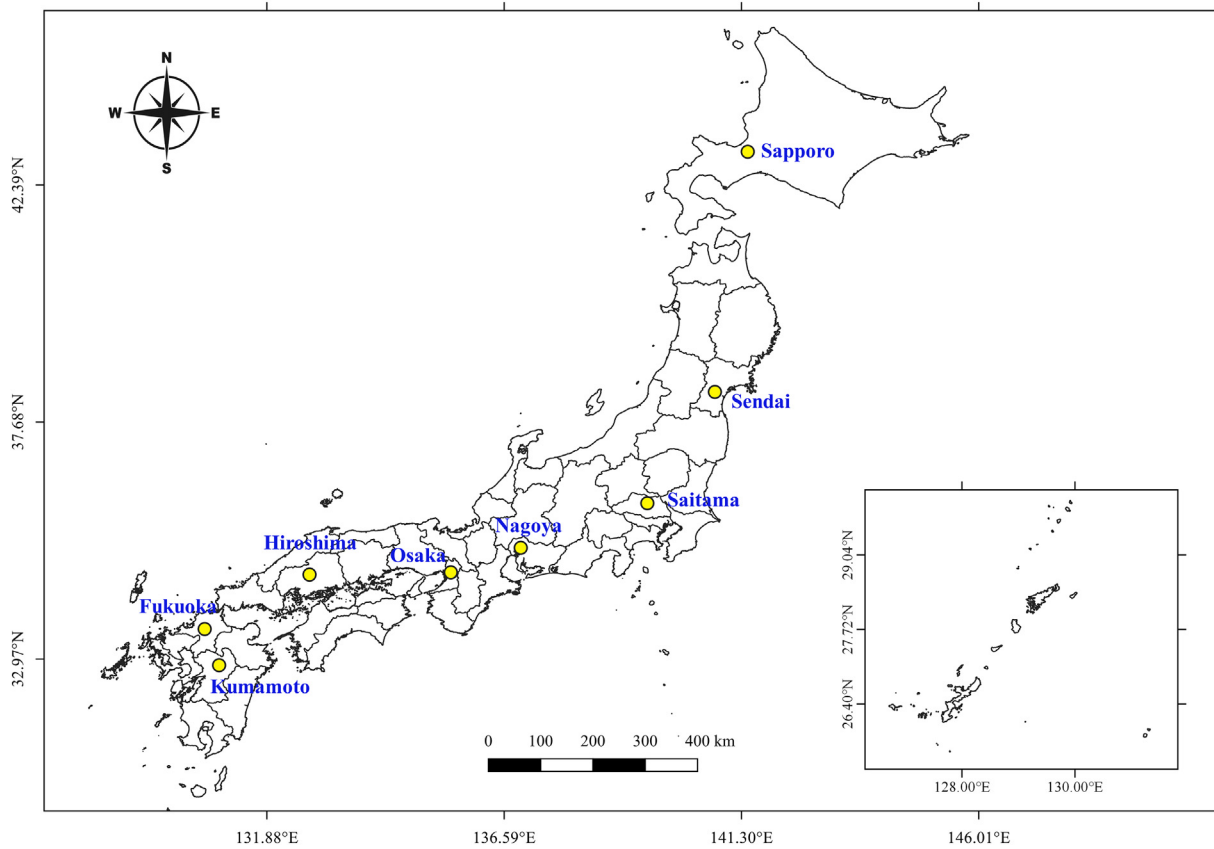 N
W E
S
Sapporo
42.39°N
Sendai
37.68°N
Saitama
Nagoya
Hiroshima
Osaka
Fukuoka
32.97°N
Kumamoto
0 100 200 300 400 km
29.04°N
27.72°N
26.40°N
128.00°E 130.00°E
131.88°E 136.59°E 141.30°E 146.01°E